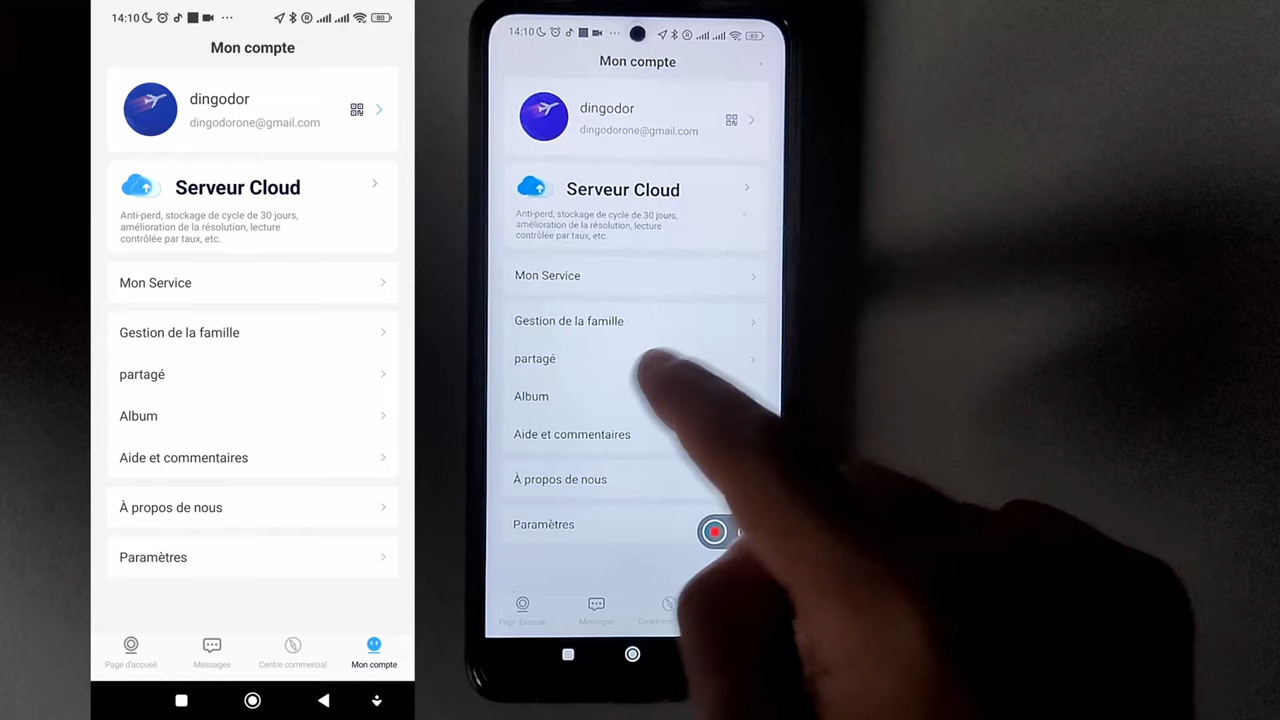 14:10
80
Mon compte
dingodor
dingodorone@gmail.com
Serveur Cloud
Anti-perd, stockage de cycle de 30 jours,
amélioration de la résolution, lecture
contrôlée par taux, etc.
Mon Service
Gestion de la famille
partagé
Album
Aide et commentaires
À propos de nous
Paramètres
Page d'accueil
Messages
Centre commercial
Mon compte
14:10
80
Mon compte
dingodor
dingodorone@gmail.com
Serveur Cloud
Anti-perd, stockage de cycle de 30 jours,
amélioration de la résolution, lecture
contrôlée par taux, etc.
Mon Service
Gestion de la famille
partagé
Album
Aide et commentaires
À propos de nous
Paramètres
Page d'accueil
Messages
Centre